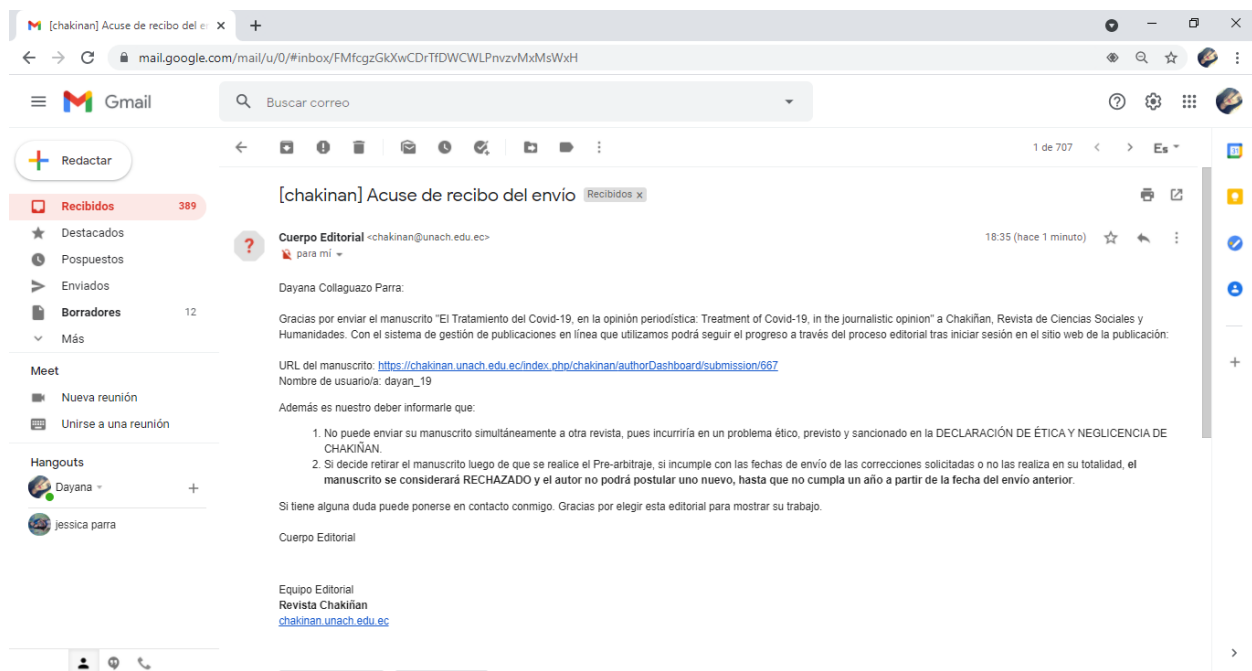 [chakinan] Acuse de recibo del en
mail.google.com/mail/u/0/#inbox/FMfcgzGkXwCDrTfDWCWLPnvzvMxMsWxH
Gmail
Buscar correo
Redactar
1 de 707
Es
31
Recibidos 389
Destacados
Pospuestos
Enviados
Borradores 12
Más
Meet
Nueva reunión
Unirse a una reunión
Hangouts
Dayana
jessica parra
[chakinan] Acuse de recibo del envío Recibidos x
Cuerpo Editorial <chakinan@unach.edu.ec>
18:35 (hace 1 minuto)
para mí
Dayana Collaguazo Parra:
Gracias por enviar el manuscrito "El Tratamiento del Covid-19, en la opinión periodística: Treatment of Covid-19, in the journalistic opinion" a Chakiñan, Revista de Ciencias Sociales y
Humanidades. Con el sistema de gestión de publicaciones en línea que utilizamos podrá seguir el progreso a través del proceso editorial tras iniciar sesión en el sitio web de la publicación:
URL del manuscrito: https://chakinan.unach.edu.ec/index.php/chakinan/authorDashboard/submission/667
Nombre de usuario/a: dayan_19
Además es nuestro deber informarle que:
1. No puede enviar su manuscrito simultáneamente a otra revista, pues incurriría en un problema ético, previsto y sancionado en la DECLARACIÓN DE ÉTICA Y NEGLICENCIA DE
CHAKIÑAN.
2. Si decide retirar el manuscrito luego de que se realice el Pre-arbitraje, si incumple con las fechas de envío de las correcciones solicitadas o no las realiza en su totalidad, el
manuscrito se considerará RECHAZADO y el autor no podrá postular uno nuevo, hasta que no cumpla un año a partir de la fecha del envío anterior.
Si tiene alguna duda puede ponerse en contacto conmigo. Gracias por elegir esta editorial para mostrar su trabajo.
Cuerpo Editorial
Equipo Editorial
Revista Chakiñan
chakinan.unach.edu.ec